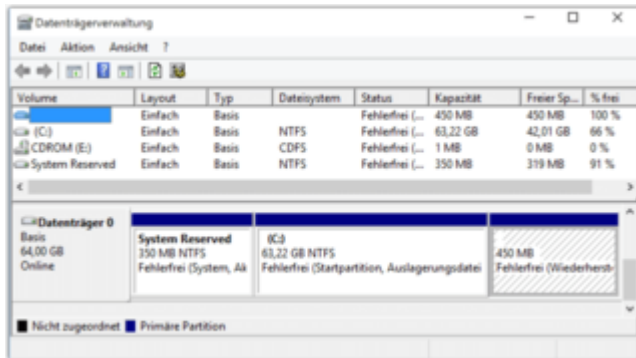 Datenträgerverwaltung
Datei Aktion Ansicht ?
Volume Layout Typ Dateisystem Status Kapazität Freier Sp... % frei
Einfach Basis Fehlerfrei (... 450 MB 450 MB 100 %
(C:) Einfach Basis NTFS Fehlerfrei (... 63,22 GB 42,01 GB 66 %
CDROM (E:) Einfach Basis CDFS Fehlerfrei (... 1 MB 0 MB 0 %
System Reserved Einfach Basis NTFS Fehlerfrei (... 350 MB 319 MB 91 %
Datenträger 0
Basis
64,00 GB
Online
System Reserved
350 MB NTFS
Fehlerfrei (System, Ak
(C:)
63,22 GB NTFS
Fehlerfrei (Startpartition, Auslagerungsdatei
450 MB
Fehlerfrei (Wiederherst-
Nicht zugeordnet Primäre Partition